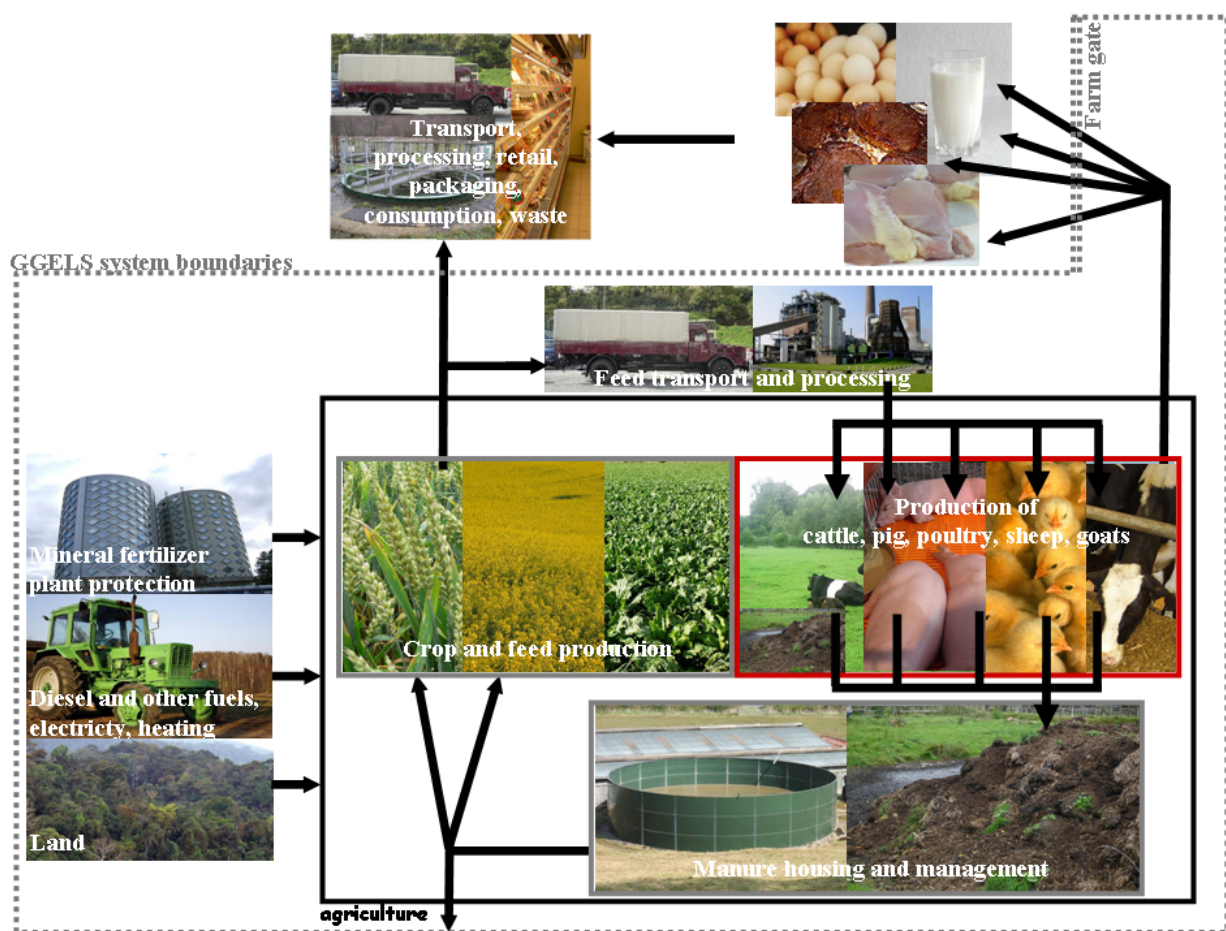 Farm gate
Transport,
processing, retail,
packaging,
consumption, waste
GGELS system boundaries
Feed transport and processing
Mineral fertilizer
plant protection
Production of
cattle, pig, poultry, sheep, goats
Crop and feed production
Diesel and other fuels,
electricty, heating
Land
Manure housing and management
agriculture